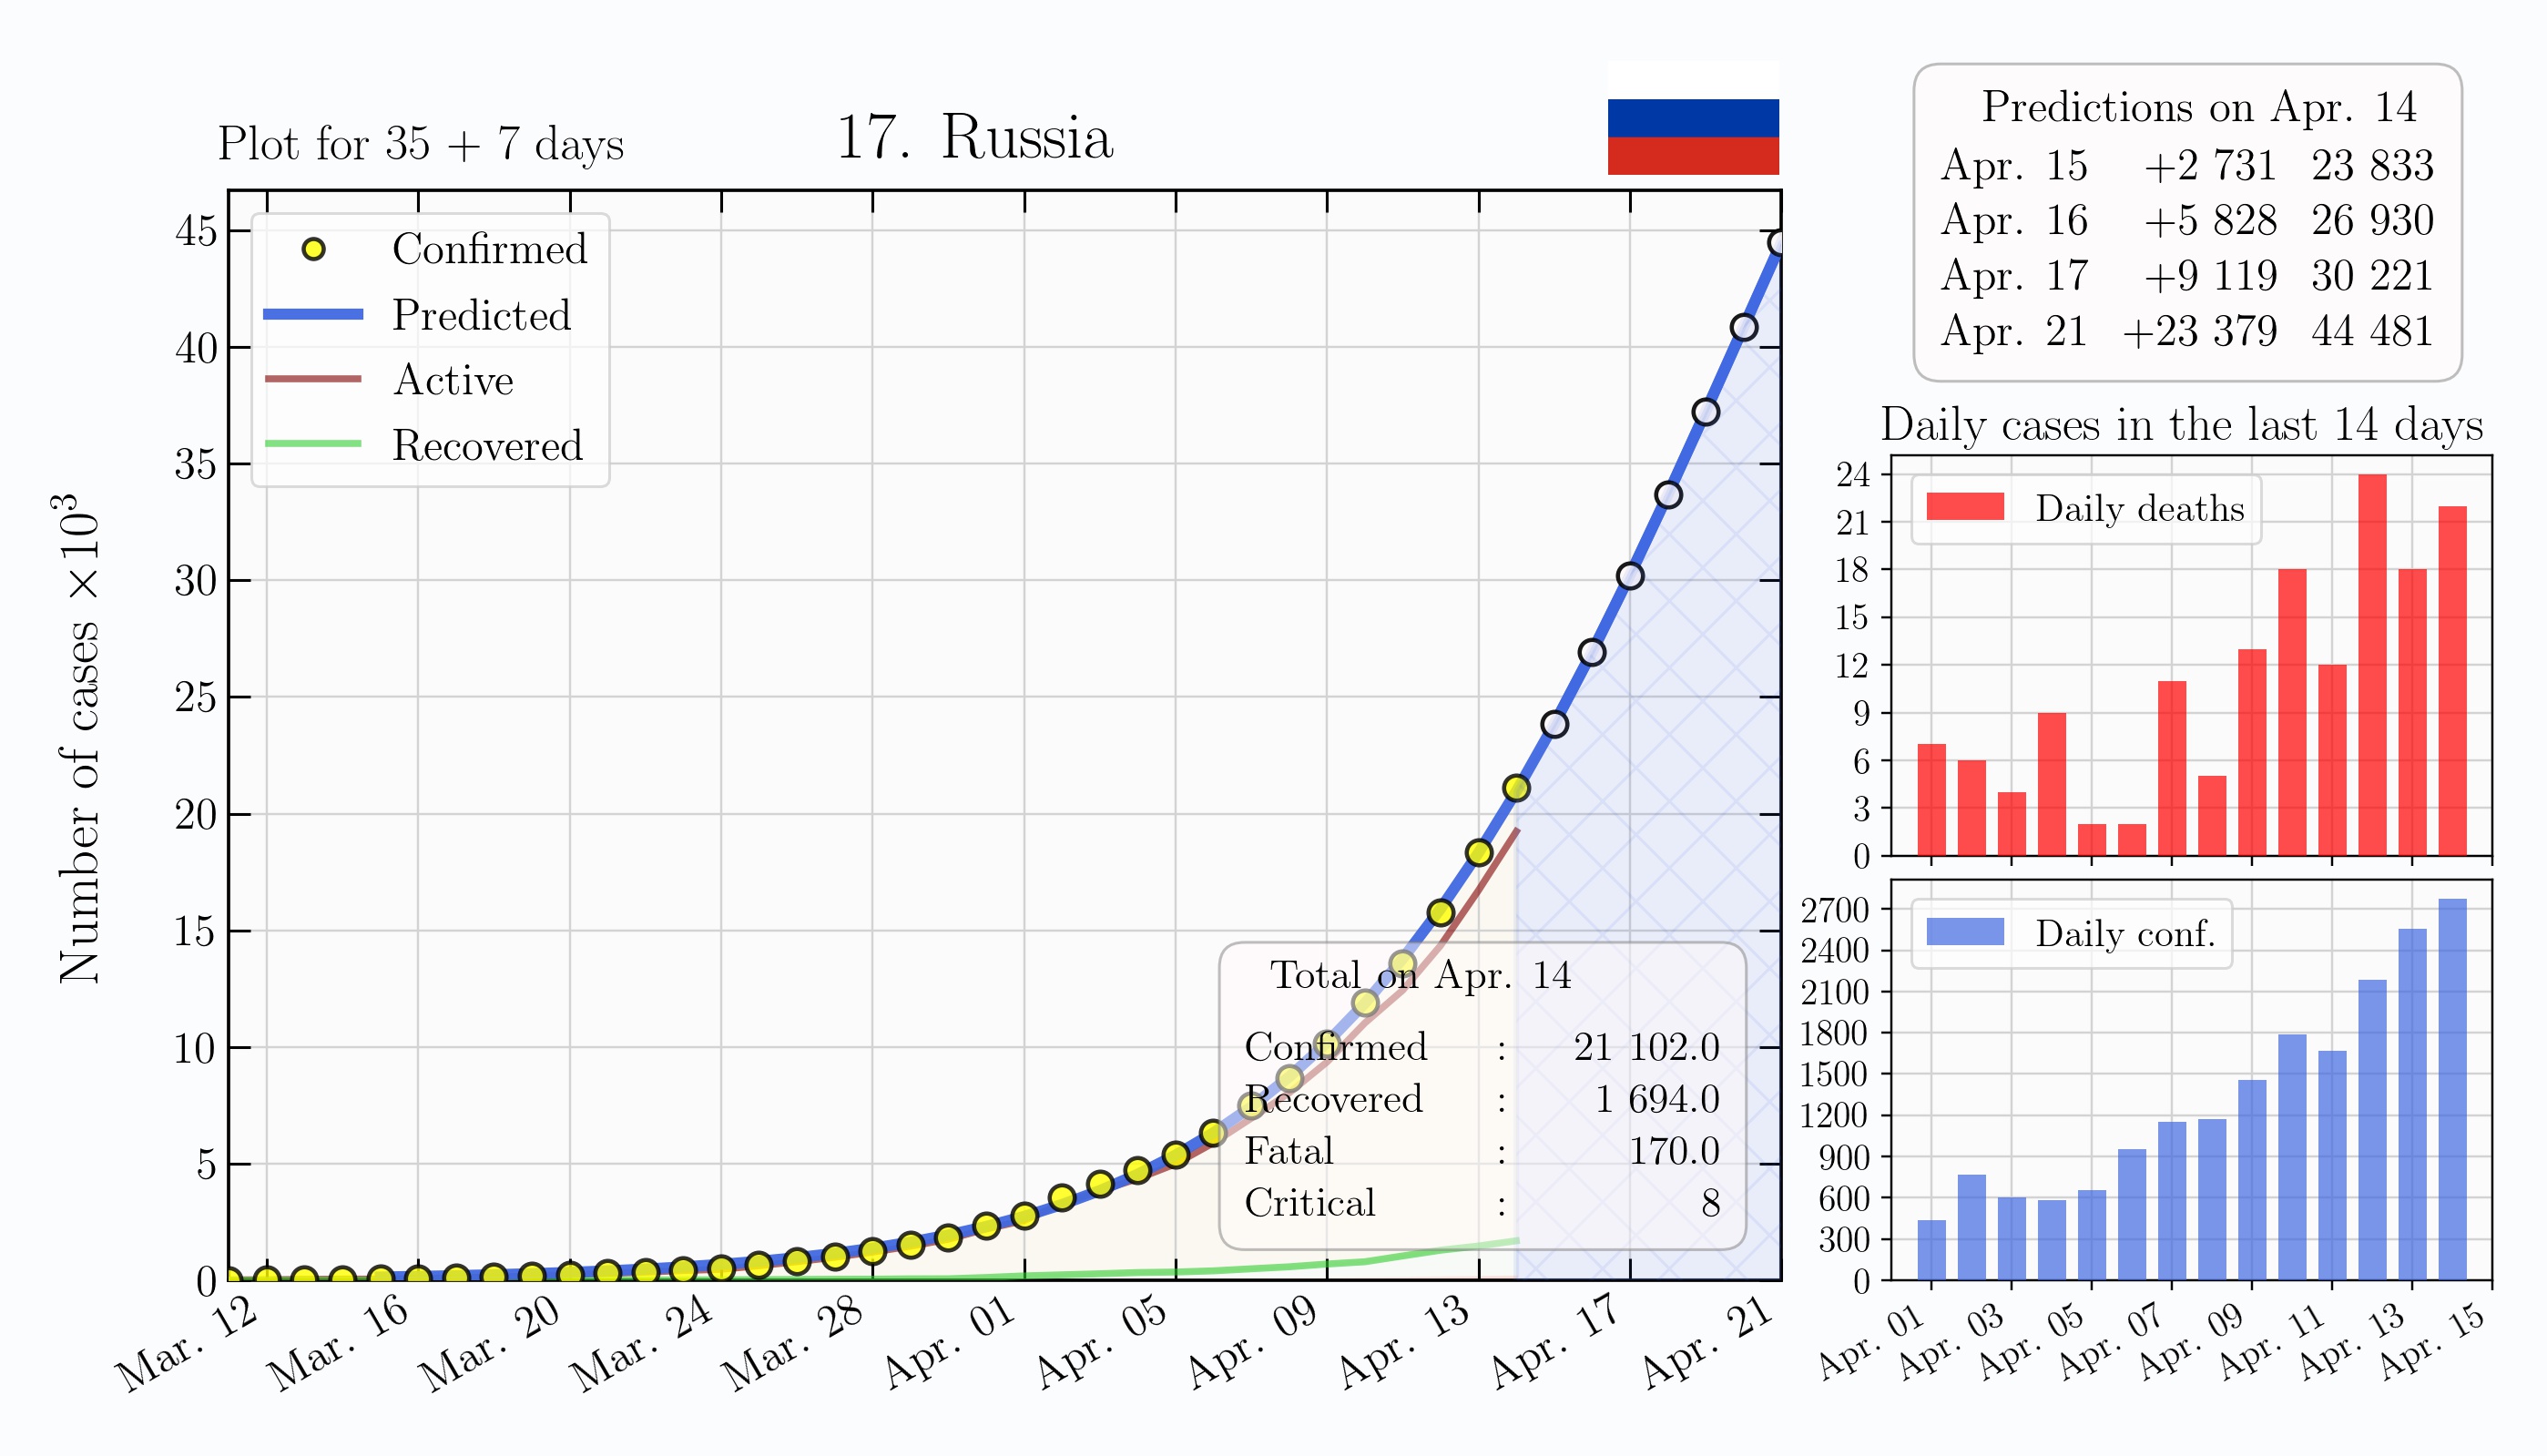 Plot for 35 + 7 days
17. Russia
Number of cases ×10³
45
40
35
30
25
20
15
10
5
0
Confirmed
Predicted
Active
Recovered
Total on Apr. 14
Confirmed : 21 102.0
Recovered : 1 694.0
Fatal : 170.0
Critical : 8
Mar. 12
Mar. 16
Mar. 20
Mar. 24
Mar. 28
Apr. 01
Apr. 05
Apr. 09
Apr. 13
Apr. 17
Apr. 21
Predictions on Apr. 14
Apr. 15 +2 731 23 833
Apr. 16 +5 828 26 930
Apr. 17 +9 119 30 221
Apr. 21 +23 379 44 481
Daily cases in the last 14 days
24
21
18
15
12
9
6
3
0
Daily deaths
2700
2400
2100
1800
1500
1200
900
600
300
0
Daily conf.
Apr. 01
Apr. 03
Apr. 05
Apr. 07
Apr. 09
Apr. 11
Apr. 13
Apr. 15